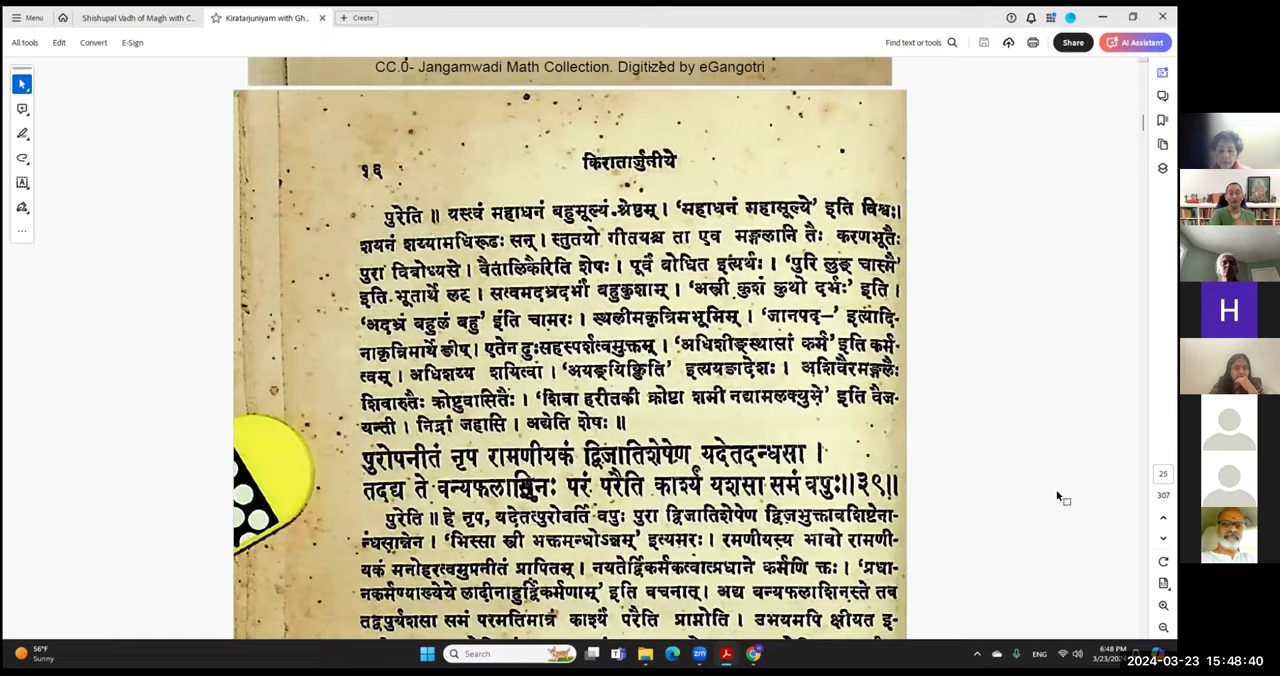 Menu
Shishupal Vadh of Magh with C...
Kiratarjuniyam with Gh...
Create
All tools
Edit
Convert
E-Sign
Find text or tools
Share
AI Assistant
CC.0- Jangamwadi Math Collection. Digitized by eGangotri
१६
किरातार्जुनीये
पुरेति ॥ यस्त्वं महाधनं बहुमूल्यं श्रेष्ठम् । 'महाधनं महामूल्ये' इति विश्वः ।
शयनं शय्यामधिरूढः सन् । स्तुतयो गीतयश्च ता एव मङ्गलानि तैः करणभूतैः
पुरा विबोध्यसे । वैतालिकैरिति शेषः । पूर्वं बोधित इत्यर्थः । 'पुरि लुङ् चास्मे'
इति भूतार्थे लट् । सत्वमदभ्रदर्भां बहुकुशाम् । 'अस्त्री कुशं कुथो दर्भः' इति ।
'अदभ्रं बहुलं बहु' इति चामरः । स्थलीमकृत्रिमभूमिम् । 'जानपद—' इत्यादि-
नाकृत्रिमार्थे ङीष् । एतेन दुःसहस्पर्शत्वमुक्तम् । 'अधिशीङ्स्थासां कर्म' इति कर्म-
त्वम् । अधिशय्य शयित्वा । 'अयङ्यिक्ङिति' इत्ययङादेशः । अशिवैरमङ्गलैः
शिवारुतैः क्रोष्टुवासितैः । 'शिवा हरीतकी क्रोष्टा शमी नद्यामलक्युभे' इति वैज-
यन्ती । निद्रां जहासि । अद्येति शेषः ॥
पुरोपनीतं नृप रामणीयकं द्विजातिशेषेण यदेतदन्धसा ।
तदद्य ते वन्यफलाशिनः परं परैति कार्श्यं यशसा समं वपुः ॥३९॥
पुरेति ॥ हे नृप, यदेतत्पुरोवर्ति वपुः पुरा द्विजातिशेषेण द्विजभुक्तावशिष्टेना-
न्धसान्नेन । 'भिस्सा स्त्री भक्तमन्धोऽन्नम्' इत्यमरः । रमणीयस्य भावो रामणी-
यकं मनोहरत्वमुपनीतं प्रापितम् । नयतेर्द्विकर्मकत्वात्प्रधाने कर्मणि क्तः । 'प्रधा-
नकर्मण्याख्येये लादीनाहुर्द्विकर्मणाम्' इति वचनात् । अद्य वन्यफलाशिनस्ते तव
तद्वपुर्यशसा समं परमतिमात्रं कार्श्यं परैति प्राप्नोति । उभयमपि क्षीयत इ-
H
25
307
56°F
Sunny
Search
ENG
6:48 PM
2024-03-23 15:48:40